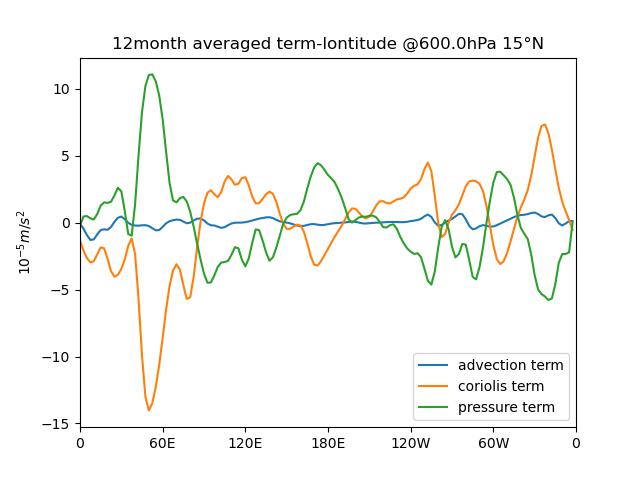 12month averaged term-lontitude @600.0hPa 15°N
10⁻⁵m/s²
10
5
0
−5
−10
−15
0 60E 120E 180E 120W 60W 0
advection term
coriolis term
pressure term